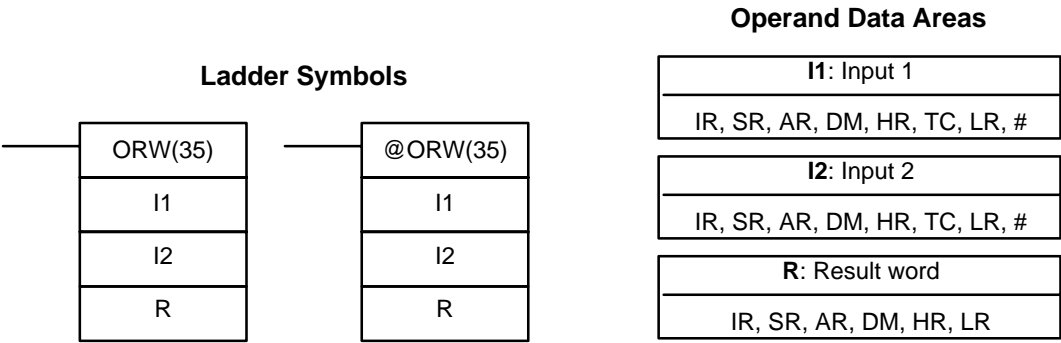 Operand Data Areas
Ladder Symbols
ORW(35)
I1
I2
R
@ORW(35)
I1
I2
R
I1: Input 1
IR, SR, AR, DM, HR, TC, LR, #
I2: Input 2
IR, SR, AR, DM, HR, TC, LR, #
R: Result word
IR, SR, AR, DM, HR, LR